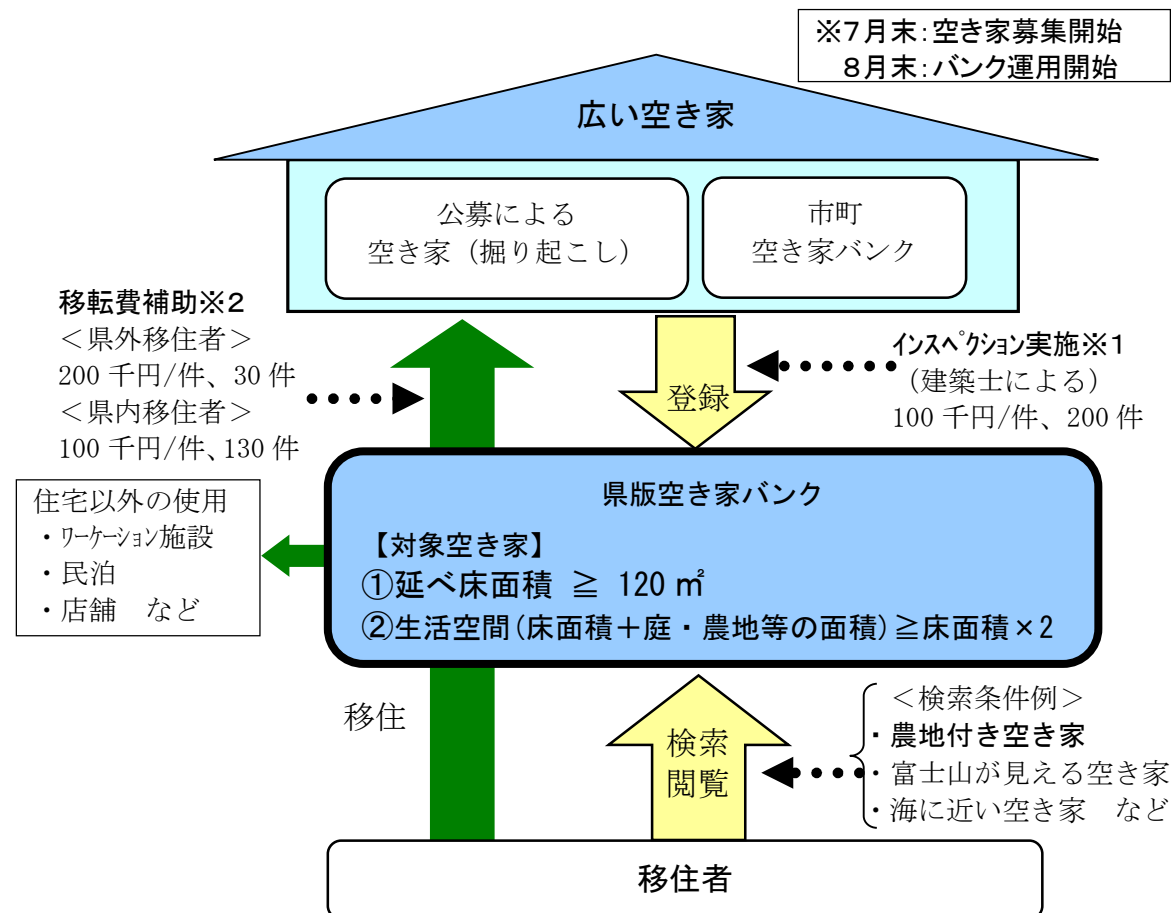 ※７月末：空き家募集開始
８月末：バンク運用開始
広い空き家
公募による
空き家（掘り起こし）
市町
空き家バンク
移転費補助※２
＜県外移住者＞
200 千円/件、30 件
＜県内移住者＞
100 千円/件、130 件
ｲﾝｽﾍﾟｸｼｮﾝ実施※１
（建築士による）
100 千円/件、200 件
登録
住宅以外の使用
・ﾜｰｹｰｼｮﾝ施設
・民泊
・店舗　など
県版空き家バンク
【対象空き家】
①延べ床面積 ≧ 120 ㎡
②生活空間(床面積＋庭・農地等の面積)≧床面積×2
移住
検索
閲覧
＜検索条件例＞
・農地付き空き家
・富士山が見える空き家
・海に近い空き家　など
移住者